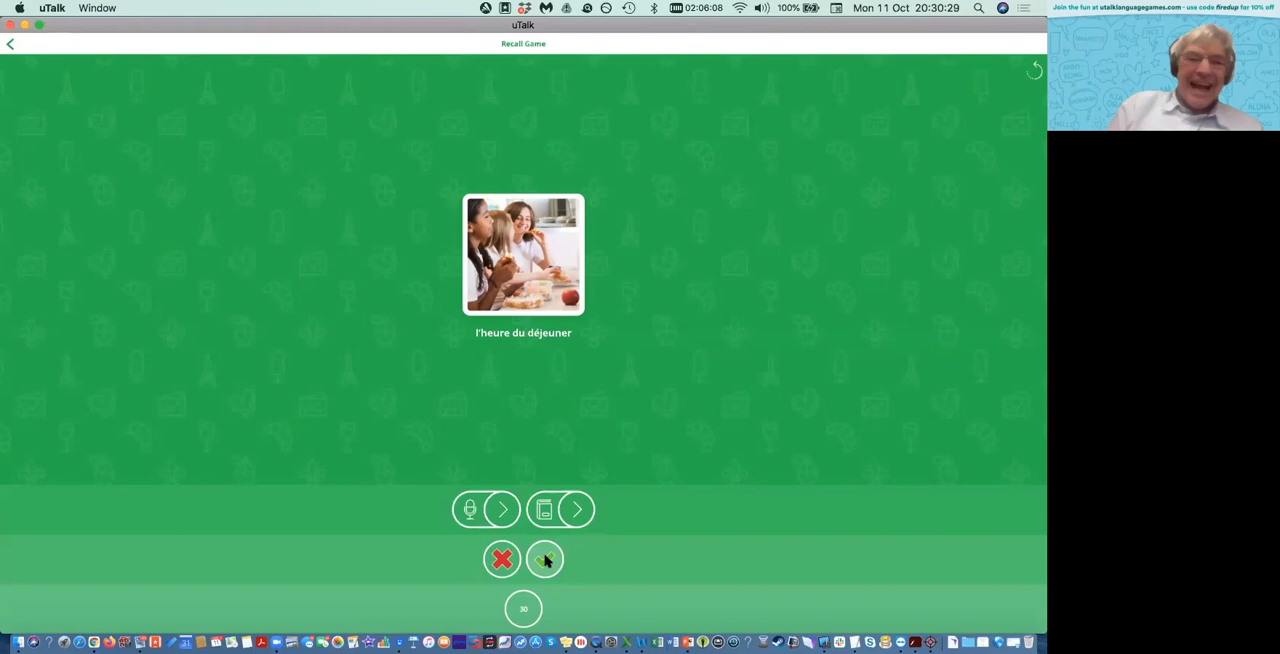 uTalk Window 02:06:08 100% Mon 11 Oct 20:30:29
uTalk
Recall Game
l'heure du déjeuner
30
Join the fun at utalklanguagegames.com - use code firedup for 10% off